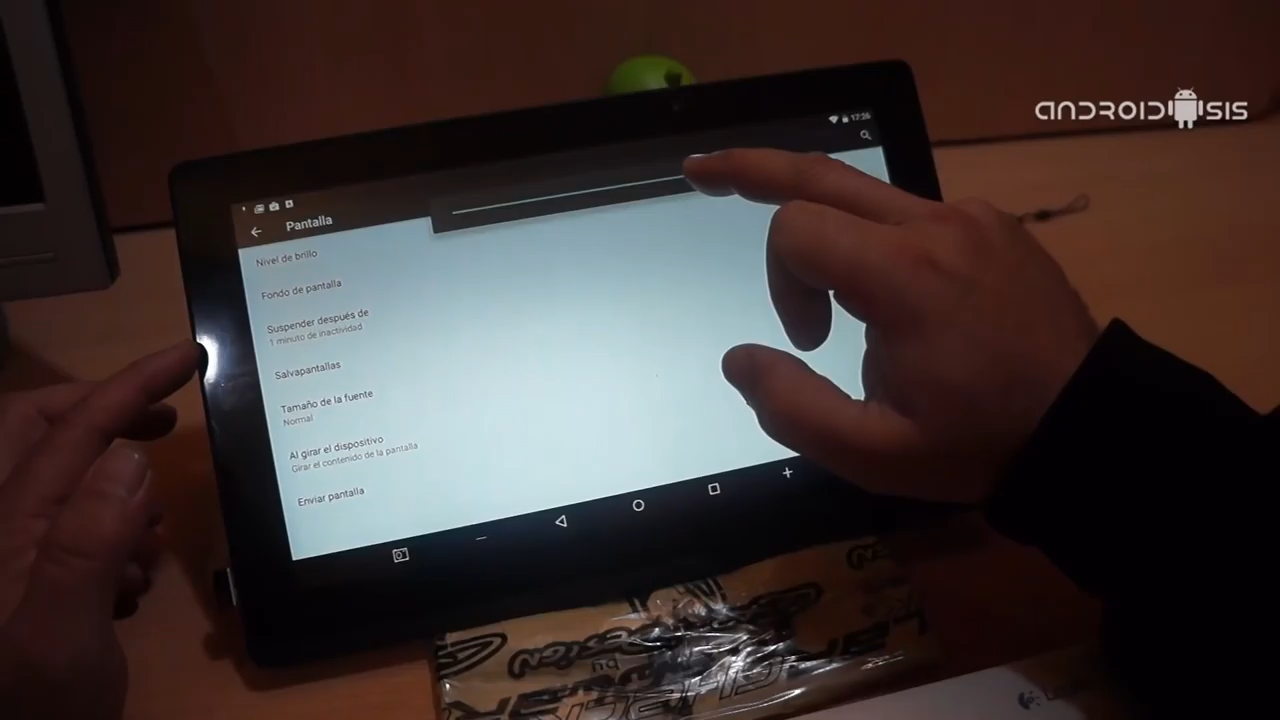 ANDROIDSIS
17:26
Pantalla
Nivel de brillo
Fondo de pantalla
Suspender después de
1 minuto de inactividad
Salvapantallas
Tamaño de la fuente
Normal
Al girar el dispositivo
Girar el contenido de la pantalla
Enviar pantalla